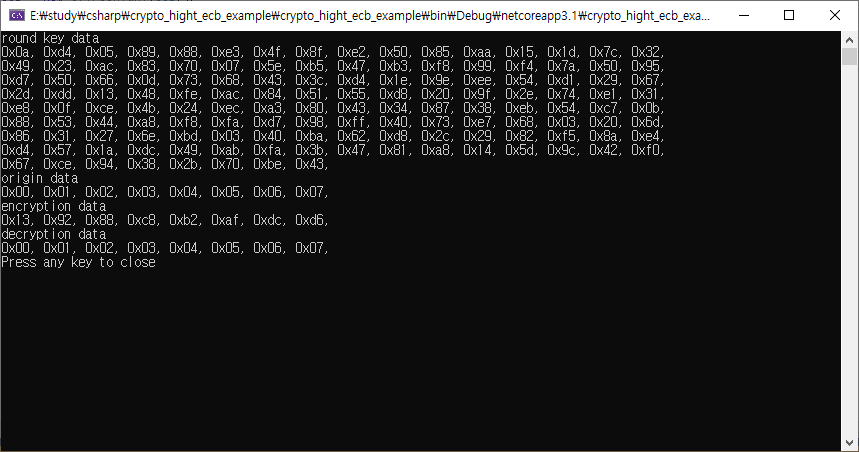 E:₩study₩csharp₩crypto_hight_ecb_example₩crypto_hight_ecb_example₩bin₩Debug₩netcoreapp3.1₩crypto_hight_ecb_exa...
round key data
0x0a, 0xd4, 0x05, 0x89, 0x88, 0xe3, 0x4f, 0x8f, 0xe2, 0x50, 0x85, 0xaa, 0x15, 0x1d, 0x7c, 0x32,
0x49, 0x23, 0xac, 0x83, 0x70, 0x07, 0x5e, 0xb5, 0x47, 0xb3, 0xf8, 0x99, 0xf4, 0x7a, 0x50, 0x95,
0xd7, 0x50, 0x66, 0x0d, 0x73, 0x68, 0x43, 0x3c, 0xd4, 0x1e, 0x9e, 0xee, 0x54, 0xd1, 0x29, 0x67,
0x2d, 0xdd, 0x13, 0x48, 0xfe, 0xac, 0x84, 0x51, 0x55, 0xd8, 0x20, 0x9f, 0x2e, 0x74, 0xe1, 0x31,
0xe8, 0x0f, 0xce, 0x4b, 0x24, 0xec, 0xa3, 0x80, 0x43, 0x34, 0x87, 0x38, 0xeb, 0x54, 0xc7, 0x0b,
0x88, 0x53, 0x44, 0xa8, 0xf8, 0xfa, 0xd7, 0x98, 0xff, 0x40, 0x73, 0xe7, 0x68, 0x03, 0x20, 0x6d,
0x86, 0x31, 0x27, 0x6e, 0xbd, 0x03, 0x40, 0xba, 0x62, 0xd8, 0x2c, 0x29, 0x82, 0xf5, 0x8a, 0xe4,
0xd4, 0x57, 0x1a, 0xdc, 0x49, 0xab, 0xfa, 0x3b, 0x47, 0x81, 0xa8, 0x14, 0x5d, 0x9c, 0x42, 0xf0,
0x67, 0xce, 0x94, 0x38, 0x2b, 0x70, 0xbe, 0x43,
origin data
0x00, 0x01, 0x02, 0x03, 0x04, 0x05, 0x06, 0x07,
encryption data
0x13, 0x92, 0x88, 0xc8, 0xb2, 0xaf, 0xdc, 0xd6,
decryption data
0x00, 0x01, 0x02, 0x03, 0x04, 0x05, 0x06, 0x07,
Press any key to close